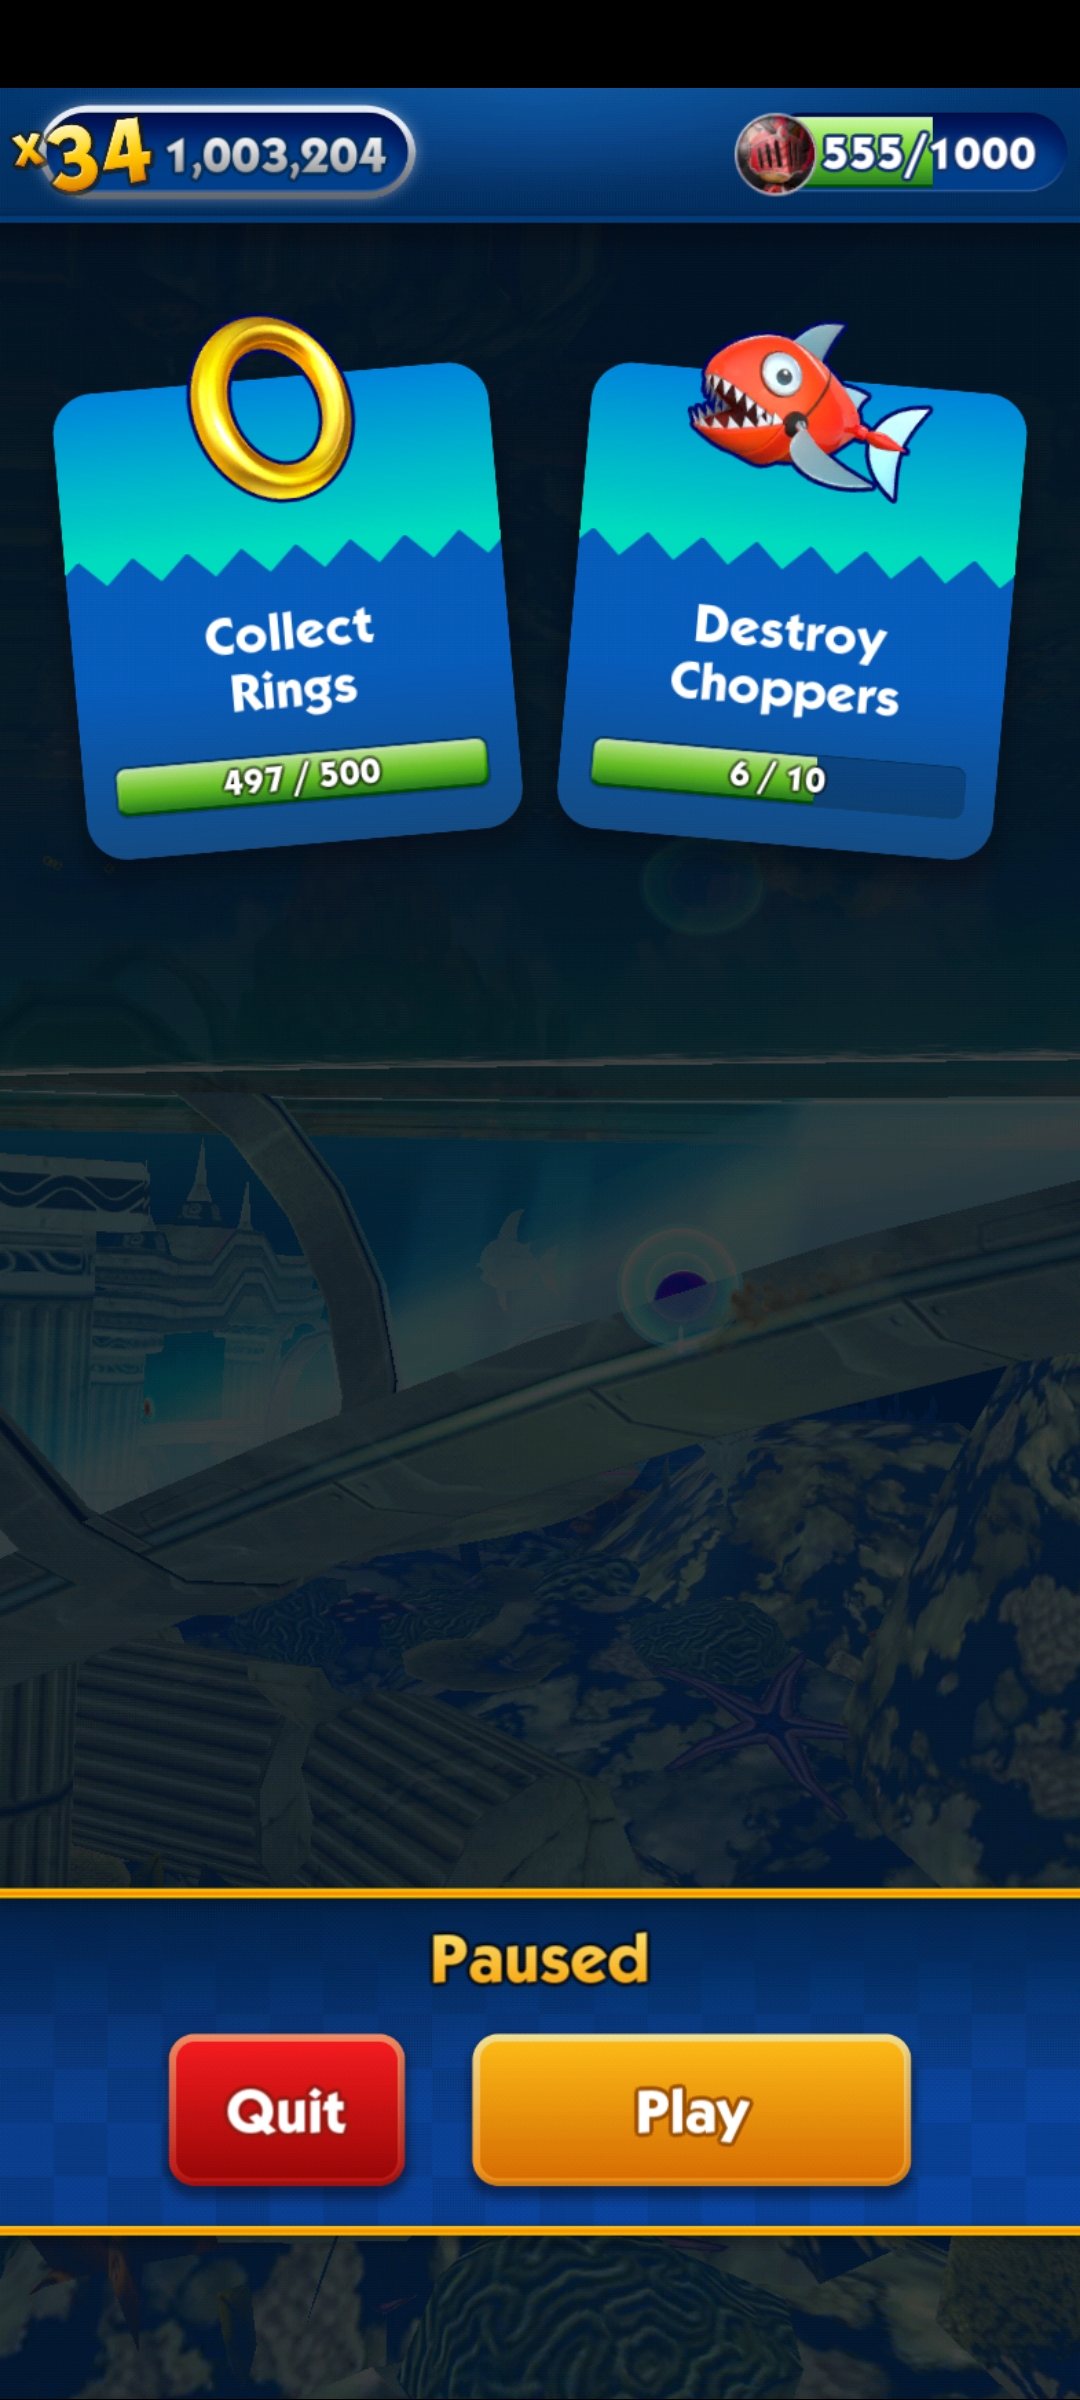 x34 1,003,204
555/1000
Collect
Rings
497 / 500
Destroy
Choppers
6 / 10
Paused
Quit
Play